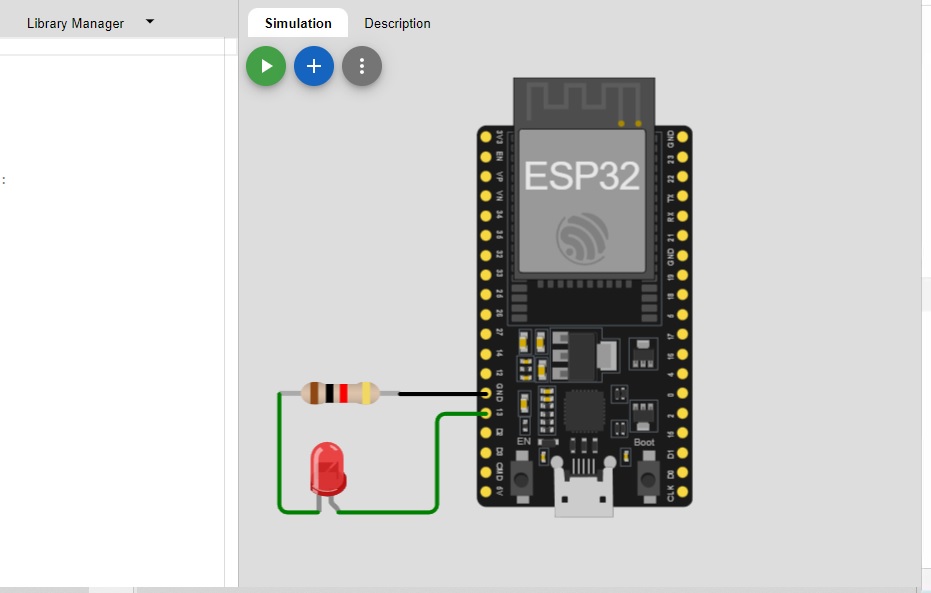 Library Manager
Simulation
Description
:
ESP32
3V3
EN
VP
VN
34
35
32
33
25
26
27
14
12
GND
13
D2
D3
CMD
5V
GND
23
22
TX
RX
21
GND
19
18
5
17
16
4
0
2
15
D1
D0
CLK
EN
Boot